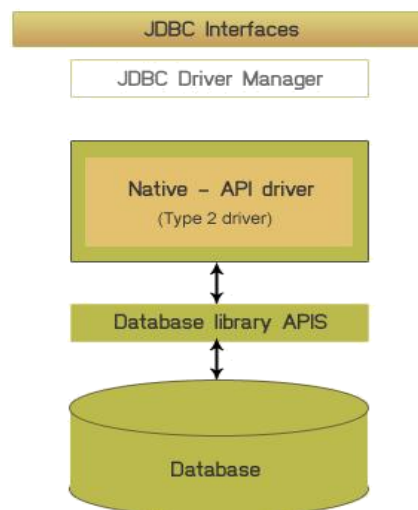 JDBC Interfaces
JDBC Driver Manager
Native - API driver
(Type 2 driver)
Database library APIS
Database